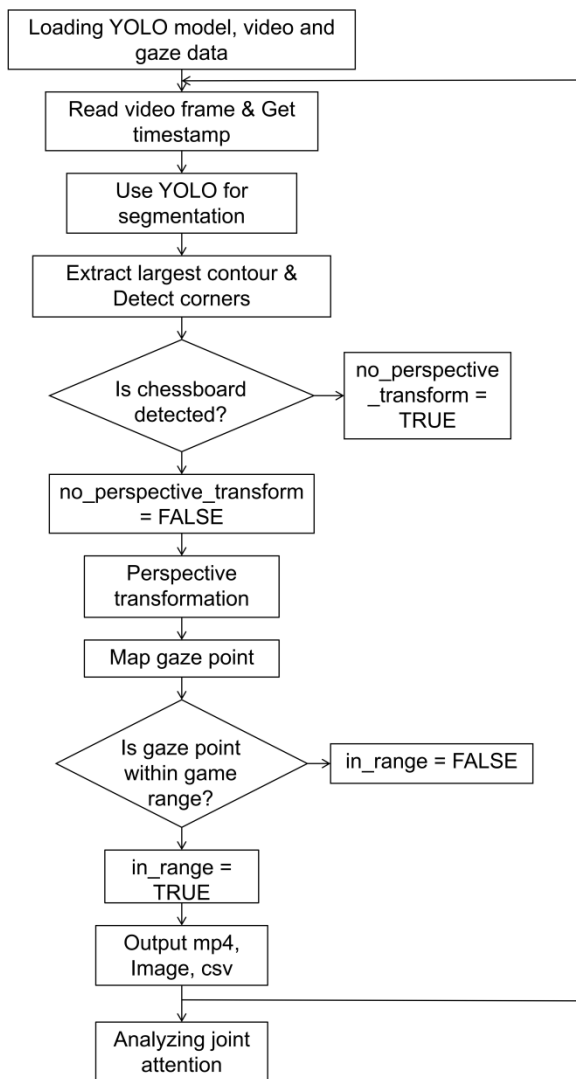 Loading YOLO model, video and
gaze data
Read video frame & Get
timestamp
Use YOLO for
segmentation
Extract largest contour &
Detect corners
Is chessboard
detected?
no_perspective
_transform =
TRUE
no_perspective_transform
= FALSE
Perspective
transformation
Map gaze point
Is gaze point
within game
range?
in_range = FALSE
in_range =
TRUE
Output mp4,
Image, csv
Analyzing joint
attention